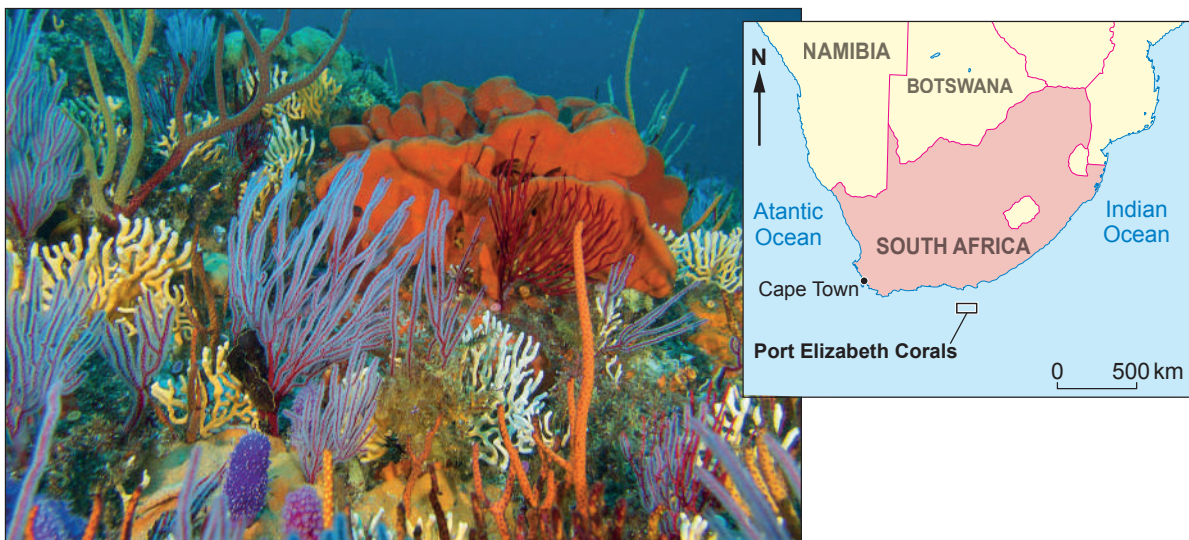 N
NAMIBIA
BOTSWANA
Atantic
Ocean
Indian
Ocean
SOUTH AFRICA
Cape Town
Port Elizabeth Corals
0 500 km